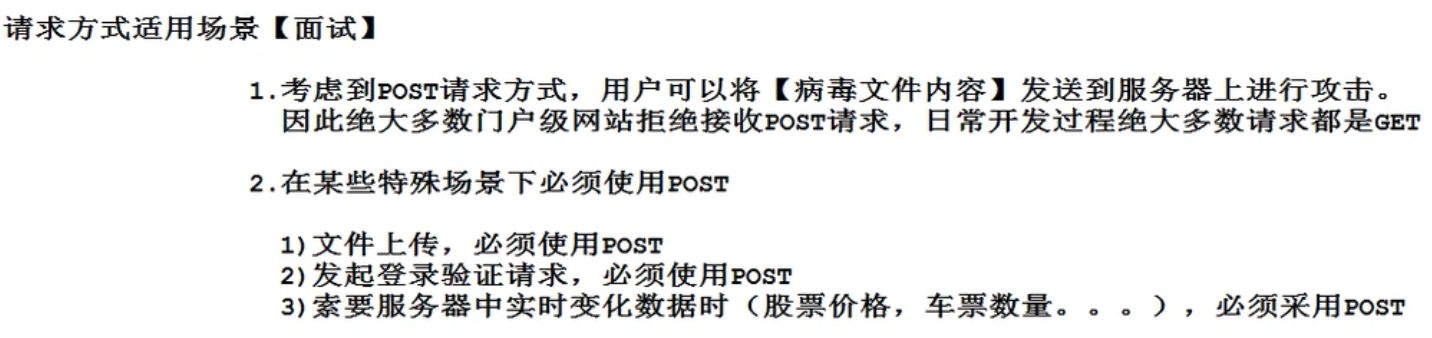 请求方式适用场景【面试】
1.考虑到POST请求方式，用户可以将【病毒文件内容】发送到服务器上进行攻击。
因此绝大多数门户级网站拒绝接收POST请求，日常开发过程绝大多数请求都是GET
2.在某些特殊场景下必须使用POST
1)文件上传，必须使用POST
2)发起登录验证请求，必须使用POST
3)索要服务器中实时变化数据时（股票价格，车票数量。。。），必须采用POST